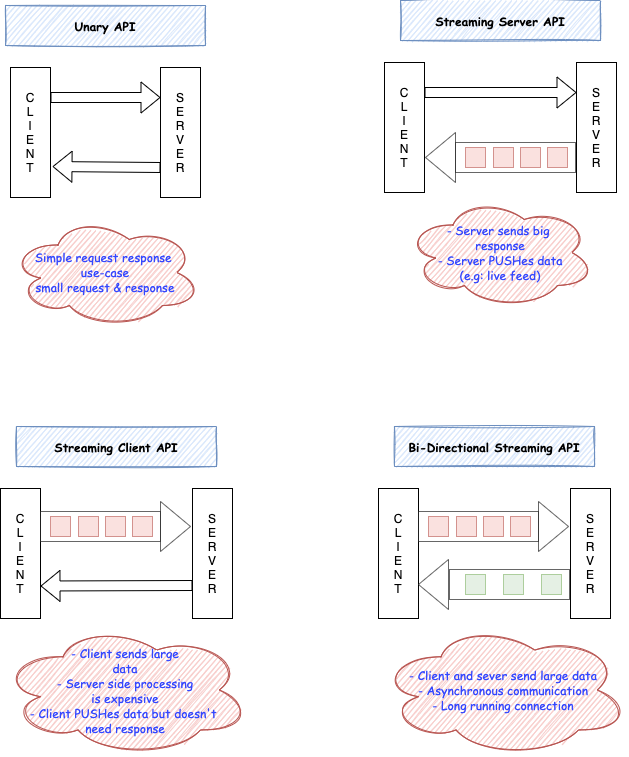 Unary API
CLIENT
SERVER
Simple request response
use-case
small request & response
Streaming Server API
CLIENT
SERVER
- Server sends big
response
- Server PUSHes data
(e.g: live feed)
Streaming Client API
CLIENT
SERVER
- Client sends large
data
- Server side processing
is expensive
- Client PUSHes data but doesn't
need response
Bi-Directional Streaming API
CLIENT
SERVER
- Client and sever send large data
- Asynchronous communication
- Long running connection